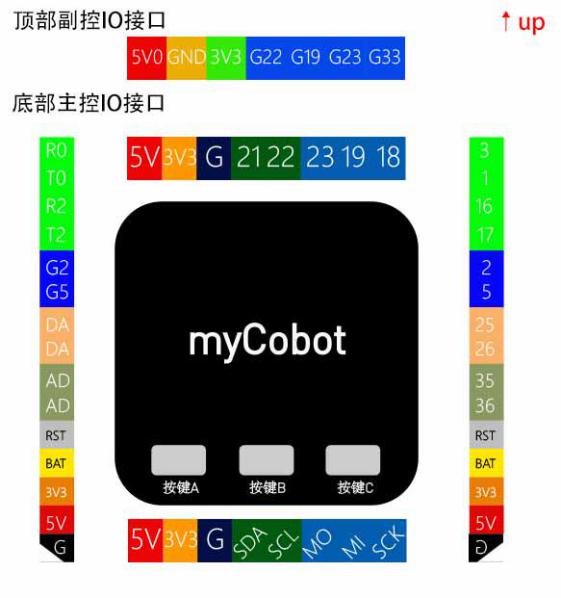 顶部副控IO接口
↑ up
5V0 GND 3V3 G22 G19 G23 G33
底部主控IO接口
5V 3V3 G 21 22 23 19 18
R0
T0
R2
T2
G2
G5
DA
DA
AD
AD
RST
BAT
3V3
5V
G
myCobot
按键A 按键B 按键C
3
1
16
17
2
5
25
26
35
36
RST
BAT
3V3
5V
G
5V 3V3 G SDA SCL MO MI SCK